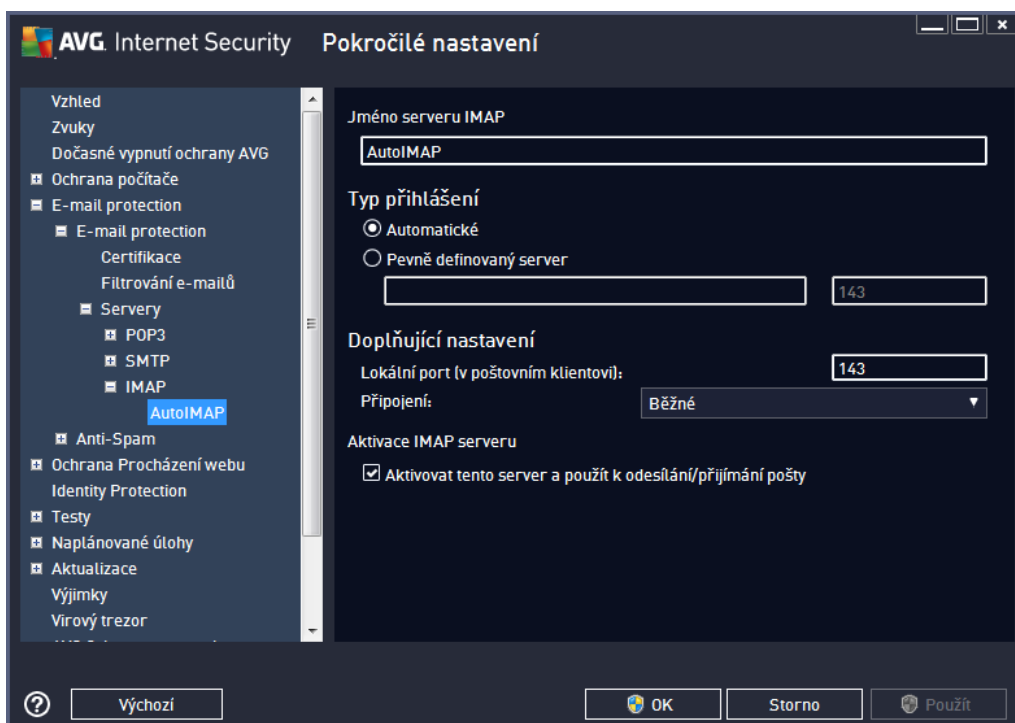 AVG. Internet Security Pokročilé nastavení
Vzhled
Zvuky
Dočasné vypnutí ochrany AVG
Ochrana počítače
E-mail protection
E-mail protection
Certifikace
Filtrování e-mailů
Servery
POP3
SMTP
IMAP
AutoIMAP
Anti-Spam
Ochrana Procházení webu
Identity Protection
Testy
Naplánované úlohy
Aktualizace
Výjimky
Virový trezor
Jméno serveru IMAP
AutoIMAP
Typ přihlášení
Automatické
Pevně definovaný server
143
Doplňující nastavení
Lokální port (v poštovním klientovi): 143
Připojení: Běžné
Aktivace IMAP serveru
Aktivovat tento server a použít k odesílání/přijímání pošty
Výchozí OK Storno Použít